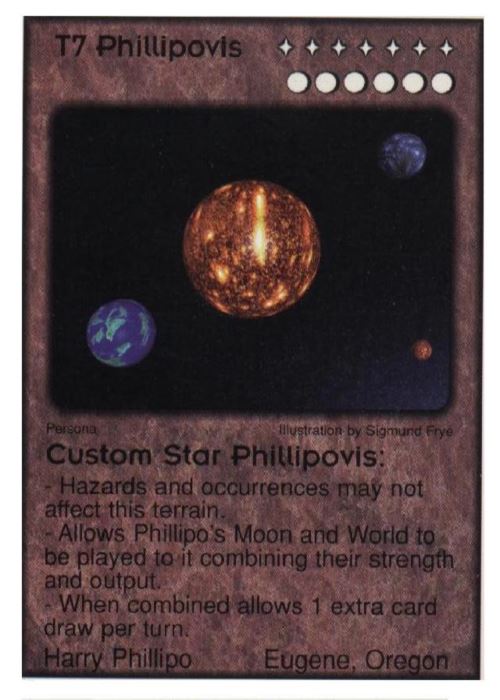 T7 Phillipovis
Persona
Illustration by Sigmund Frye
Custom Star Phillipovis:
- Hazards and occurrences may not
affect this terrain.
- Allows Phillipo's Moon and World to
be played to it combining their strength
and output.
- When combined allows 1 extra card
draw per turn.
Harry Phillipo
Eugene, Oregon